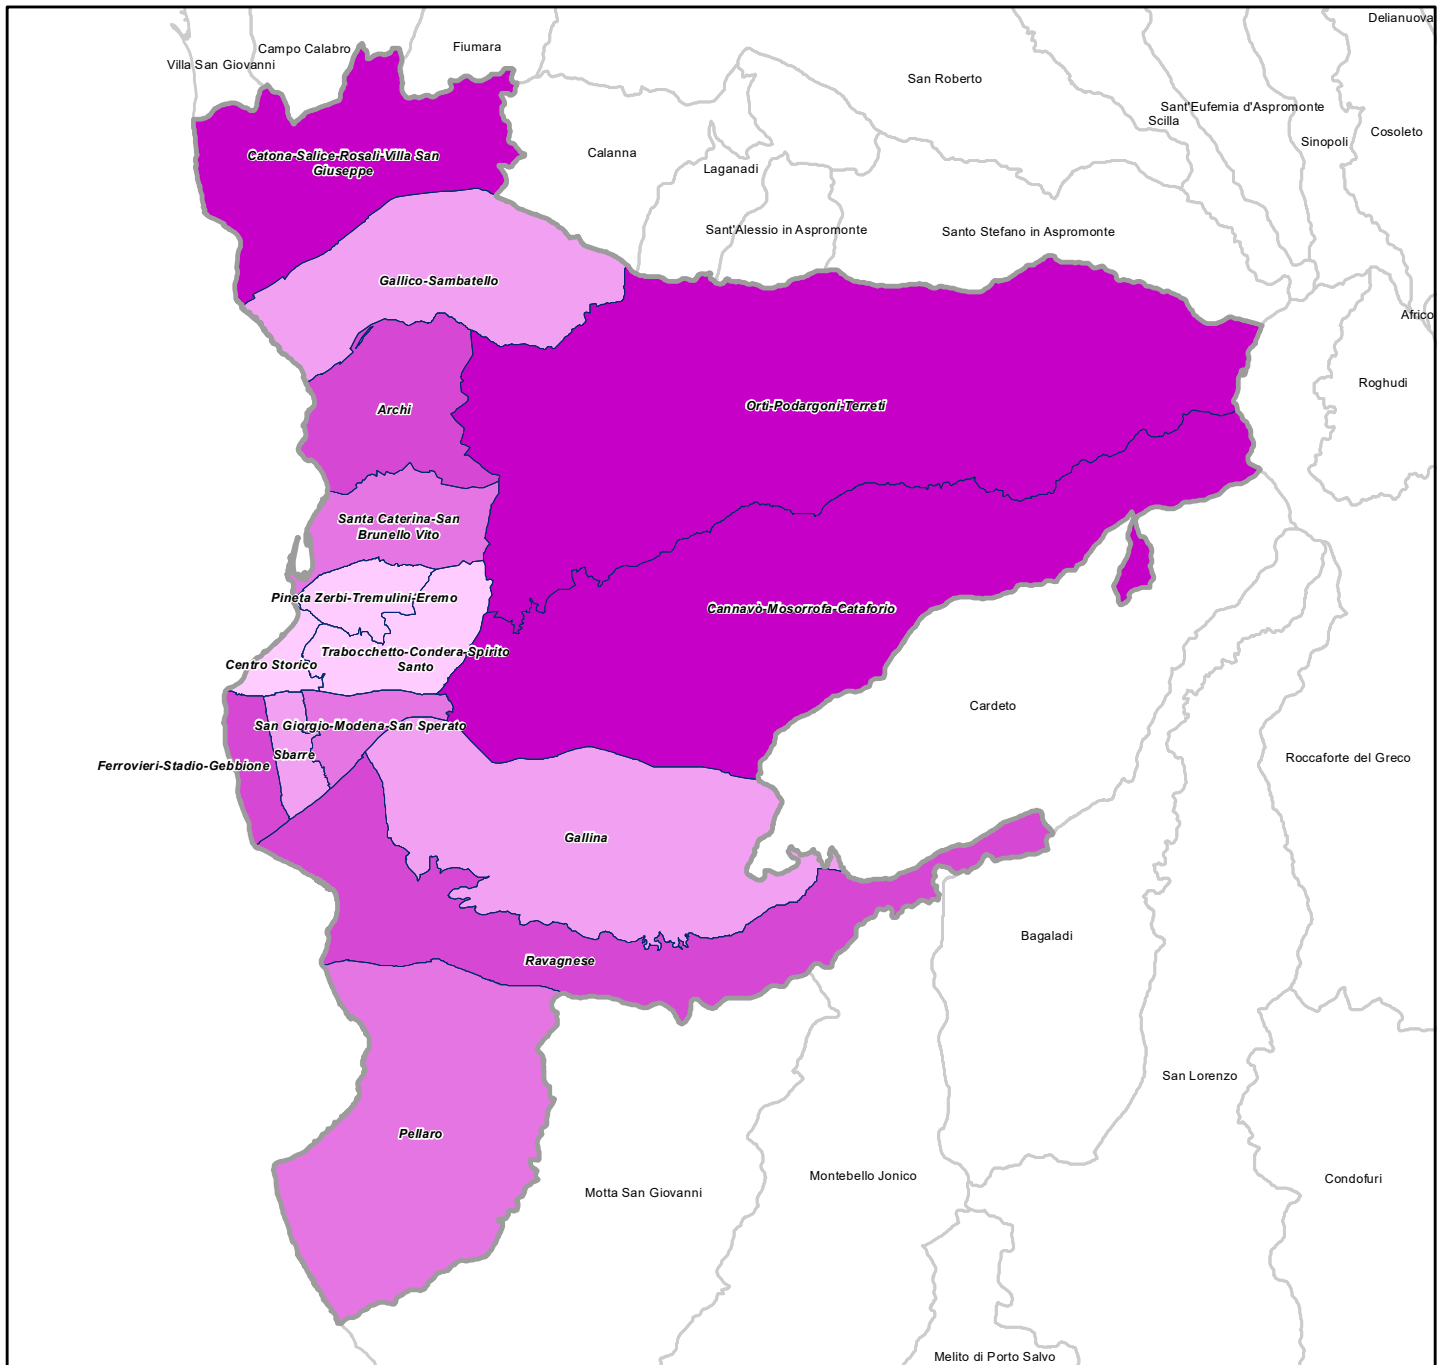 Delianuova
Campo Calabro
Fiumara
Villa San Giovanni
San Roberto
Sant'Eufemia d'Aspromonte
Scilla
Cosoleto
Sinopoli
Calanna
Catona-Salice-Rosali-Villa San
Giuseppe
Laganadi
Sant'Alessio in Aspromonte
Santo Stefano in Aspromonte
Gallico-Sambatello
Africo
Roghudi
Archi
Orti-Podargoni-Terreti
Santa Caterina-San
Brunello Vito
Pineta Zerbi-Tremulini-Eremo
Cannavò-Mosorrofa-Cataforio
Trabocchetto-Condera-Spirito
Santo
Centro Storico
Cardeto
San Giorgio-Modena-San Sperato
Sbarre
Ferrovieri-Stadio-Gebbione
Roccaforte del Greco
Gallina
Bagaladi
Ravagnese
San Lorenzo
Pellaro
Montebello Jonico
Condofuri
Motta San Giovanni
Melito di Porto Salvo